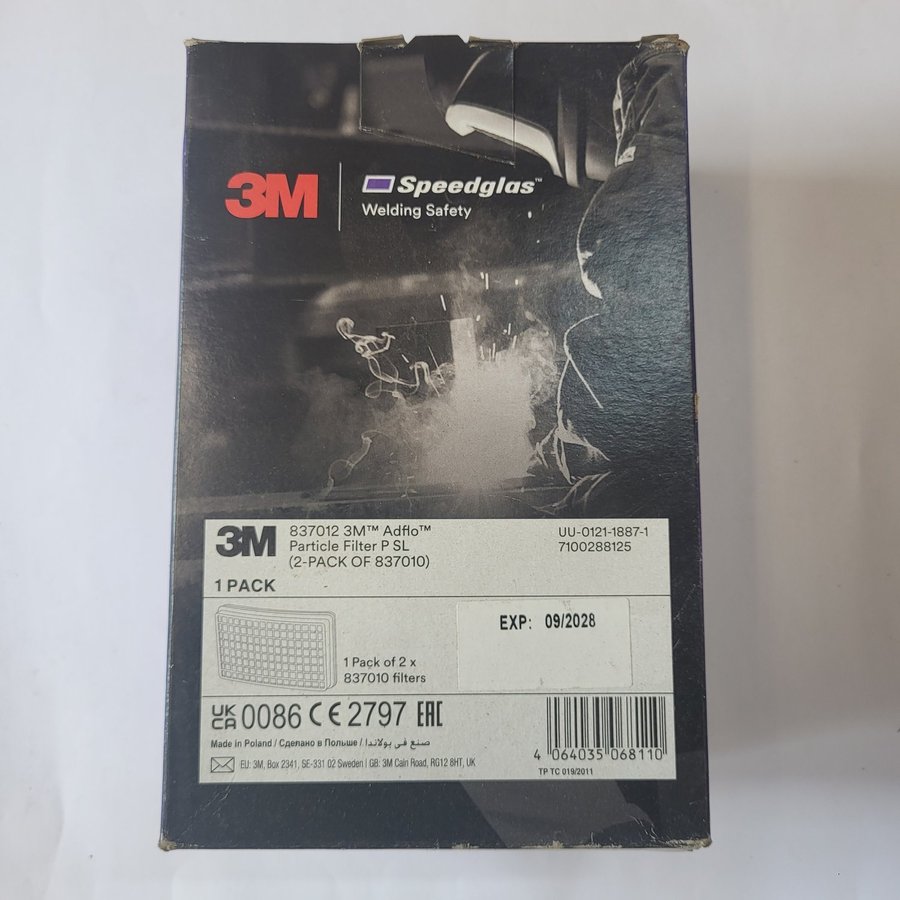 3M
Speedglas™
Welding Safety
3M
837012 3M™ Adflo™
Particle Filter P SL
(2-PACK OF 837010)
UU-0121-1887-1
7100288125
1 PACK
1 Pack of 2 x
837010 filters
EXP: 09/2028
UK CA 0086 CE 2797 EAC
Made in Poland / Сделано в Польше / صنع في بولاندا
EU: 3M, Box 2341, SE-331 02 Sweden | GB: 3M Cain Road, RG12 8HT, UK
4 064035 068110
TP TC 019/2011